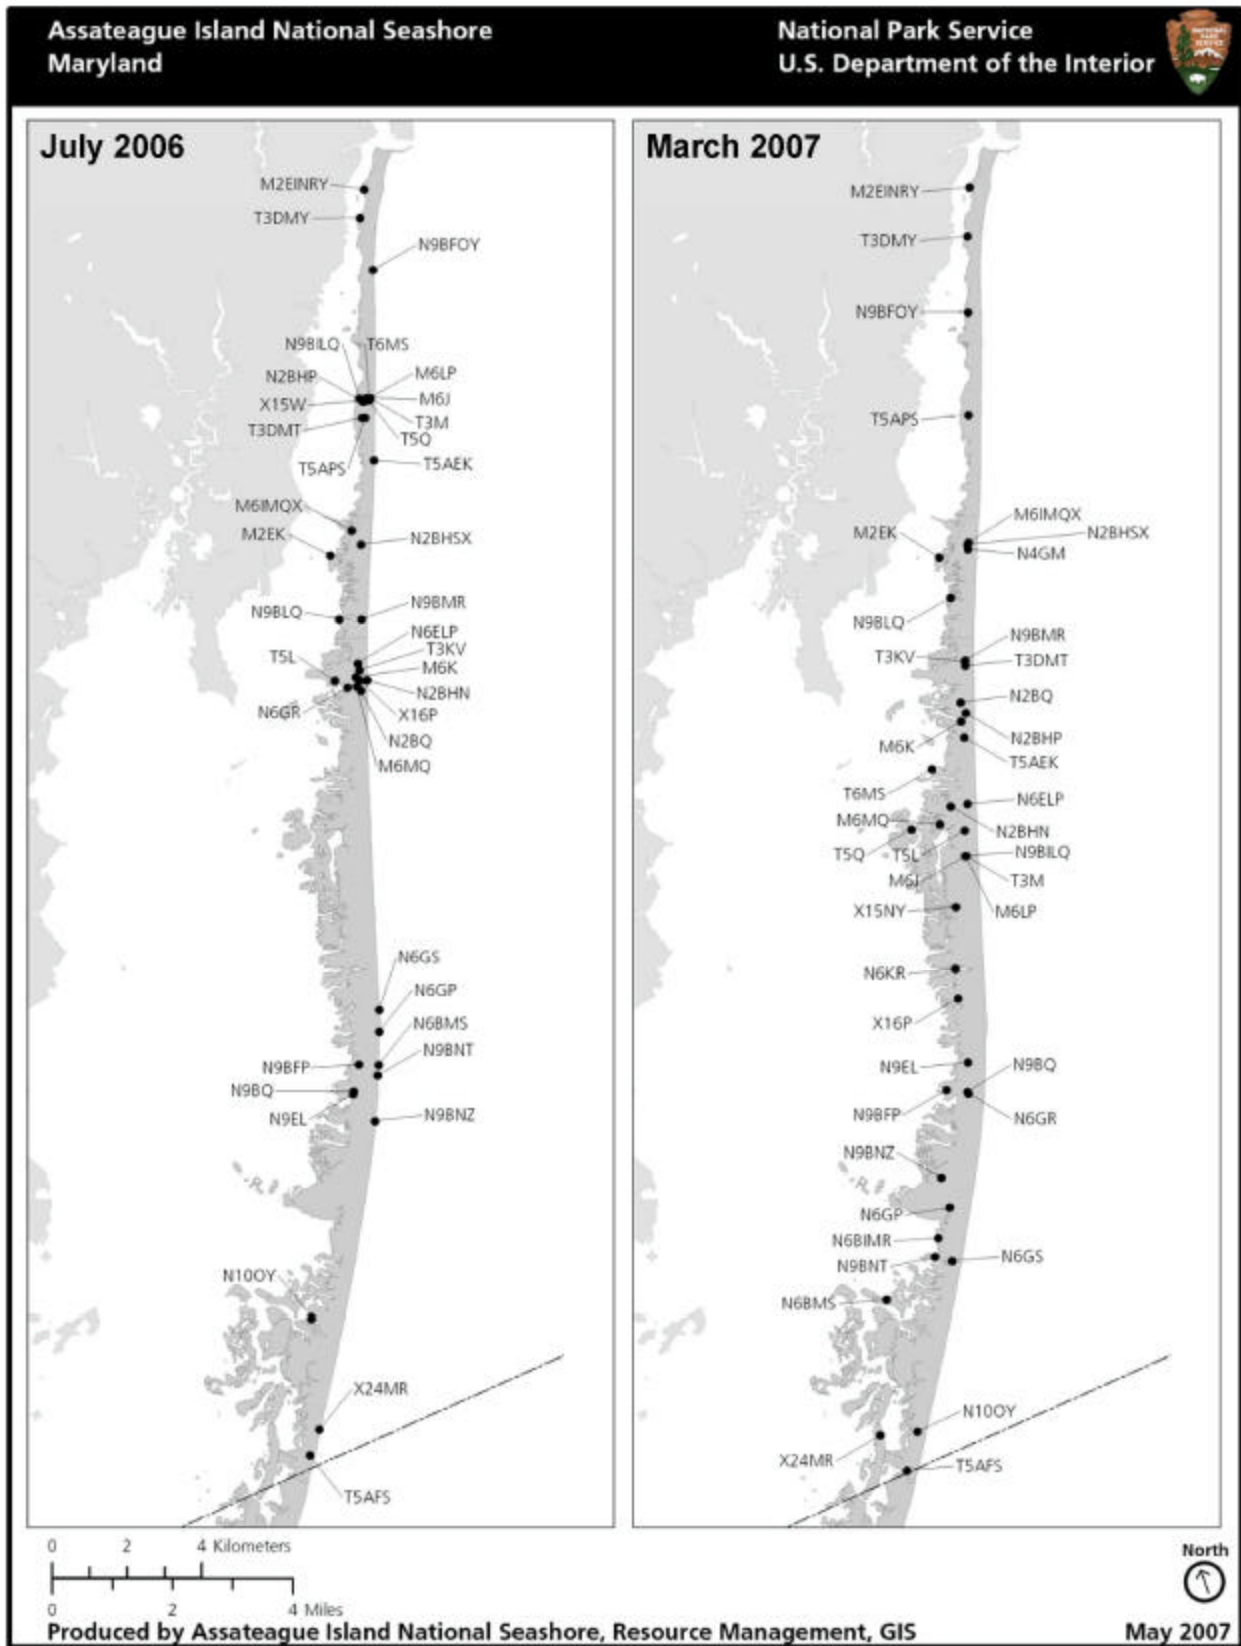 Assateague Island National Seashore
Maryland
National Park Service
U.S. Department of the Interior
NATIONAL
PARK
SERVICE
July 2006
M2EINRY
T3DMY
N9BFOY
N9BILQ
T6MS
N2BHP
M6LP
X15W
M6J
T3DMT
T3M
T5Q
T5APS
T5AEK
M6IMQX
M2EK
N2BHSX
N9BLQ
N9BMR
N6ELP
T3KV
T5L
M6K
N2BHN
N6GR
X16P
N2BQ
M6MQ
N6GS
N6GP
N6BMS
N9BNT
N9BFP
N9BQ
N9EL
N9BNZ
N10OY
X24MR
T5AFS
March 2007
M2EINRY
T3DMY
N9BFOY
T5APS
M6IMQX
M2EK
N2BHSX
N4GM
N9BLQ
N9BMR
T3KV
T3DMT
N2BQ
N2BHP
M6K
T5AEK
T6MS
N6ELP
M6MQ
N2BHN
T5Q
T5L
N9BILQ
M6J
T3M
X15NY
M6LP
N6KR
X16P
N9EL
N9BQ
N9BFP
N6GR
N9BNZ
N6GP
N6BIMR
N9BNT
N6GS
N6BMS
N10OY
X24MR
T5AFS
0 2 4 Kilometers
0 2 4 Miles
North
Produced by Assateague Island National Seashore, Resource Management, GIS
May 2007